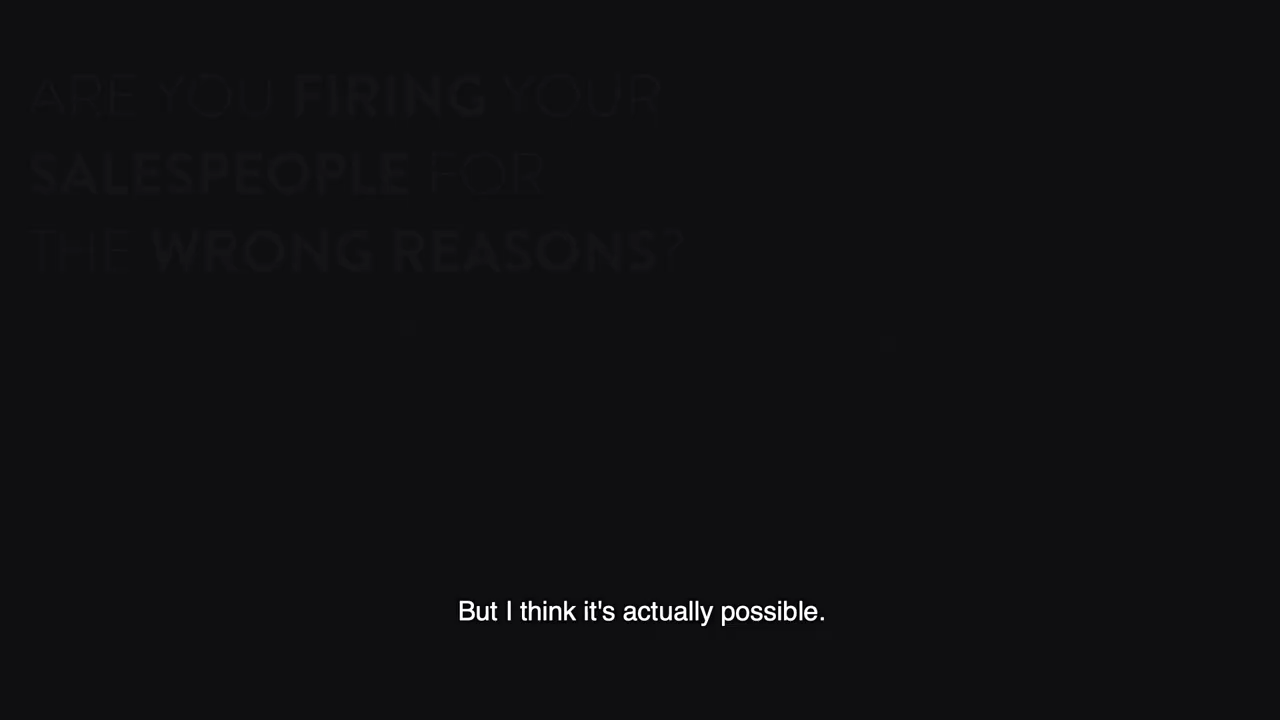 ARE YOU FIRING YOUR
SALESPEOPLE FOR
THE WRONG REASONS?
But I think it's actually possible.